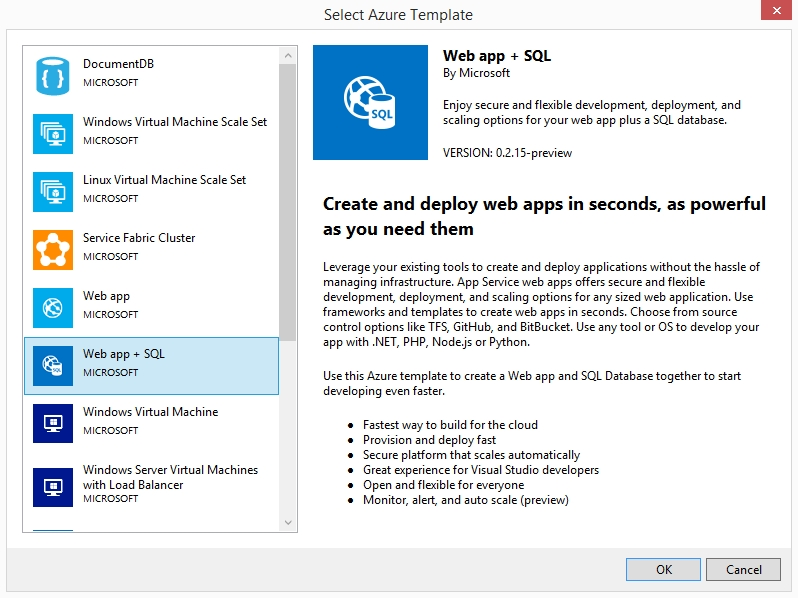 Select Azure Template
DocumentDB
MICROSOFT
Windows Virtual Machine Scale Set
MICROSOFT
Linux Virtual Machine Scale Set
MICROSOFT
Service Fabric Cluster
MICROSOFT
Web app
MICROSOFT
Web app + SQL
MICROSOFT
Windows Virtual Machine
MICROSOFT
Windows Server Virtual Machines
with Load Balancer
MICROSOFT
SQL
Web app + SQL
By Microsoft
Enjoy secure and flexible development, deployment, and
scaling options for your web app plus a SQL database.
VERSION: 0.2.15-preview
Create and deploy web apps in seconds, as powerful
as you need them
Leverage your existing tools to create and deploy applications without the hassle of
managing infrastructure. App Service web apps offers secure and flexible
development, deployment, and scaling options for any sized web application. Use
frameworks and templates to create web apps in seconds. Choose from source
control options like TFS, GitHub, and BitBucket. Use any tool or OS to develop your
app with .NET, PHP, Node.js or Python.
Use this Azure template to create a Web app and SQL Database together to start
developing even faster.
• Fastest way to build for the cloud
• Provision and deploy fast
• Secure platform that scales automatically
• Great experience for Visual Studio developers
• Open and flexible for everyone
• Monitor, alert, and auto scale (preview)
OK
Cancel